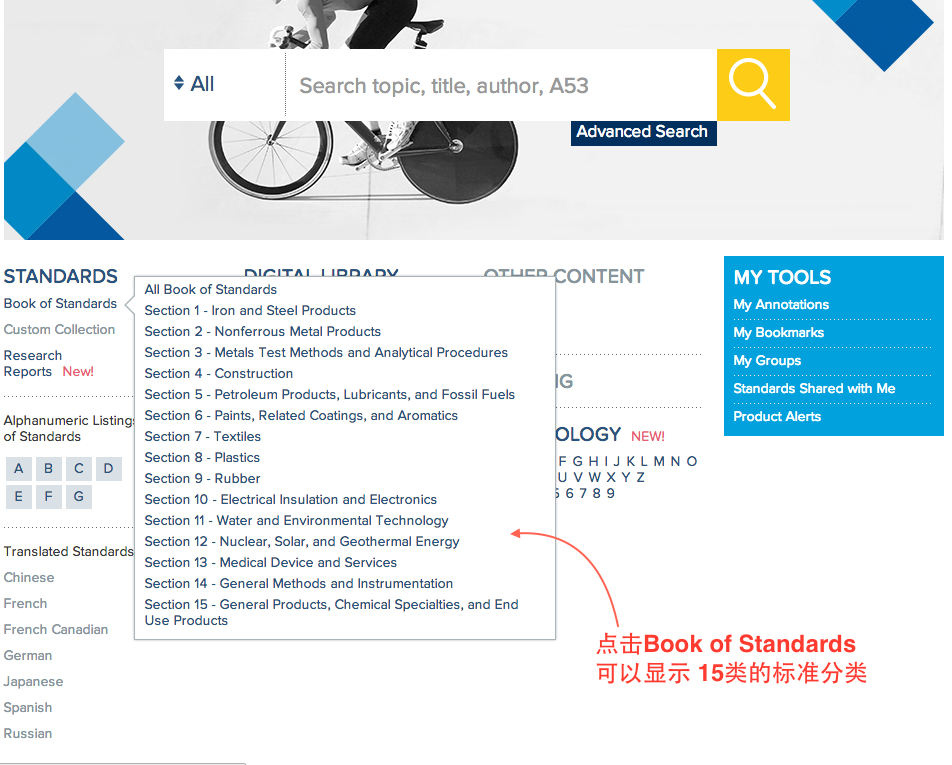 All
Search topic, title, author, A53
Advanced Search
STANDARDS
Book of Standards
Custom Collection
Research
Reports New!
Alphanumeric Listings
of Standards
A B C D
E F G
Translated Standards
Chinese
French
French Canadian
German
Japanese
Spanish
Russian
DIGITAL LIBRARY
All Book of Standards
Section 1 - Iron and Steel Products
Section 2 - Nonferrous Metal Products
Section 3 - Metals Test Methods and Analytical Procedures
Section 4 - Construction
Section 5 - Petroleum Products, Lubricants, and Fossil Fuels
Section 6 - Paints, Related Coatings, and Aromatics
Section 7 - Textiles
Section 8 - Plastics
Section 9 - Rubber
Section 10 - Electrical Insulation and Electronics
Section 11 - Water and Environmental Technology
Section 12 - Nuclear, Solar, and Geothermal Energy
Section 13 - Medical Device and Services
Section 14 - General Methods and Instrumentation
Section 15 - General Products, Chemical Specialties, and End
Use Products
OTHER CONTENT
NG
OLOGY NEW!
F G H I J K L M N O
U V W X Y Z
6 7 8 9
MY TOOLS
My Annotations
My Bookmarks
My Groups
Standards Shared with Me
Product Alerts
点击Book of Standards
可以显示 15类的标准分类